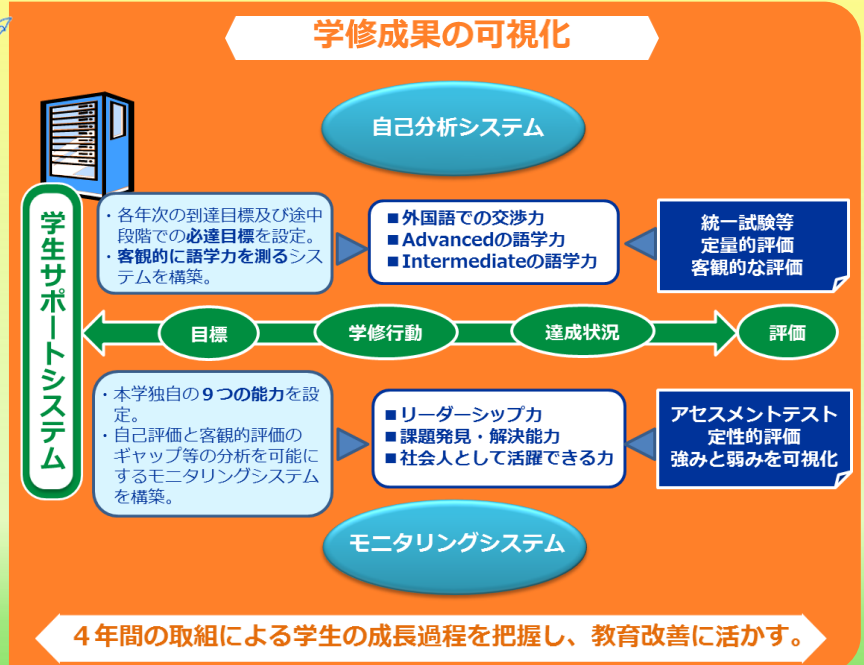 学修成果の可視化
自己分析システム
学生サポートシステム
・各年次の到達目標及び途中
段階での必達目標を設定。
・客観的に語学力を測るシス
テムを構築。
■外国語での交渉力
■Advancedの語学力
■Intermediateの語学力
統一試験等
定量的評価
客観的な評価
目標
学修行動
達成状況
評価
・本学独自の９つの能力を設
定。
・自己評価と客観的評価の
ギャップ等の分析を可能に
するモニタリングシステム
を構築。
■リーダーシップ力
■課題発見・解決能力
■社会人として活躍できる力
アセスメントテスト
定性的評価
強みと弱みを可視化
モニタリングシステム
４年間の取組による学生の成長過程を把握し、教育改善に活かす。